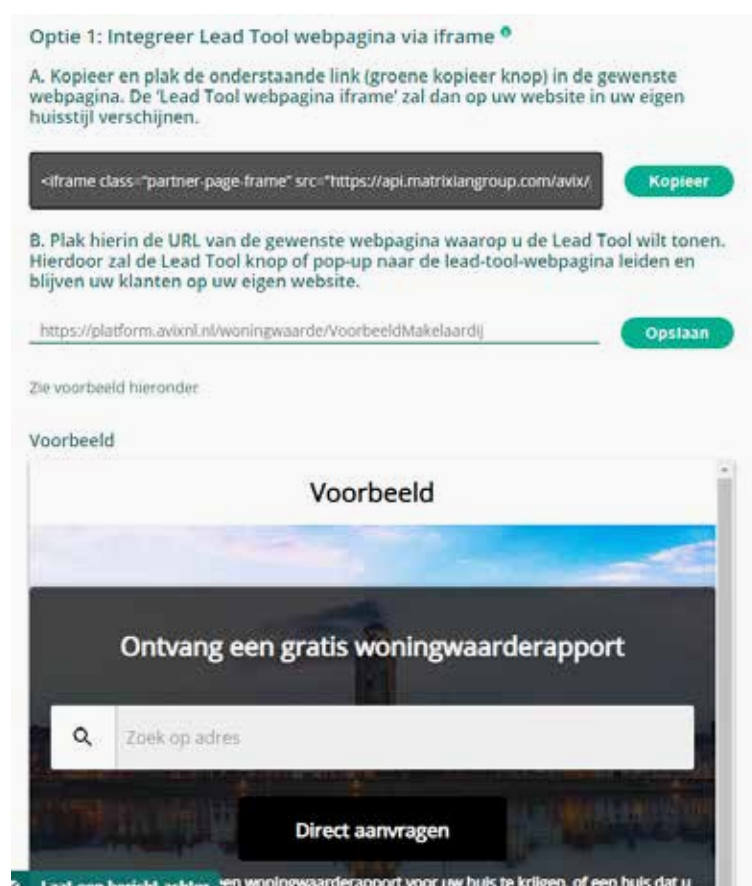 Optie 1: Integreer Lead Tool webpagina via iframe
A. Kopieer en plak de onderstaande link (groene kopieer knop) in de gewenste
webpagina. De 'Lead Tool webpagina iframe' zal dan op uw website in uw eigen
huisstijl verschijnen.
<iframe class="partner-page-frame" src="https://api.matrixiangroup.com/avix/
Kopieer
B. Plak hierin de URL van de gewenste webpagina waarop u de Lead Tool wilt tonen.
Hierdoor zal de Lead Tool knop of pop-up naar de lead-tool-webpagina leiden en
blijven uw klanten op uw eigen website.
https://platform.avixnl.nl/woningwaarde/VoorbeeldMakelaardij
Opslaan
Zie voorbeeld hieronder
Voorbeeld
Voorbeeld
Ontvang een gratis woningwaarderapport
Zoek op adres
Direct aanvragen
een woningwaarderapport voor uw huis te krijgen, of een huis dat u
Laat een bericht achter